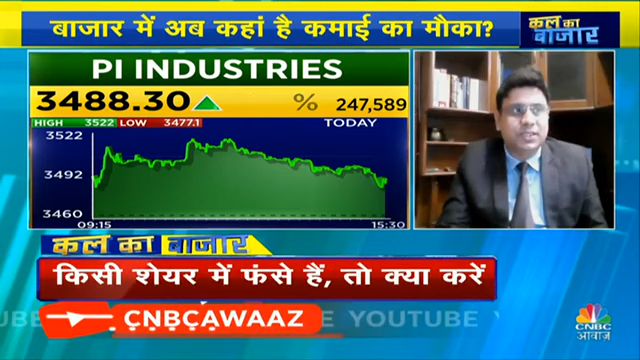 बाजार में अब कहां है कमाई का मौका?
कल का
बाज़ार
PI INDUSTRIES
3488.30 % 247,589
HIGH 3522 LOW 3477.1 TODAY
3522
3492
3460
09:15 15:30
कल का बाज़ार
किसी शेयर में फंसे हैं, तो क्या करें
CNBCAWAAZ
YOUTUBE
CNBC
आवाज़